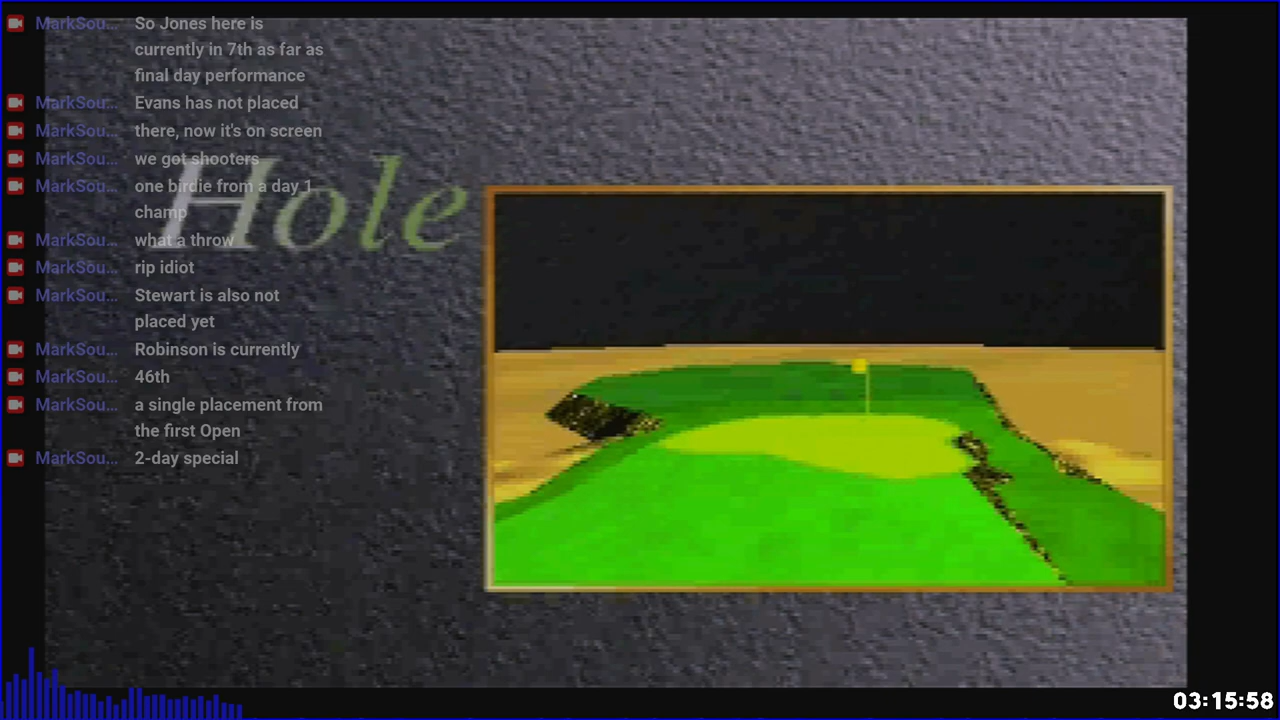 MarkSou... So Jones here is
currently in 7th as far as
final day performance
MarkSou... Evans has not placed
MarkSou... there, now it's on screen
MarkSou... we got shooters
MarkSou... one birdie from a day 1
champ
MarkSou... what a throw
MarkSou... rip idiot
MarkSou... Stewart is also not
placed yet
MarkSou... Robinson is currently
MarkSou... 46th
MarkSou... a single placement from
the first Open
MarkSou... 2-day special
Hole
03:15:58